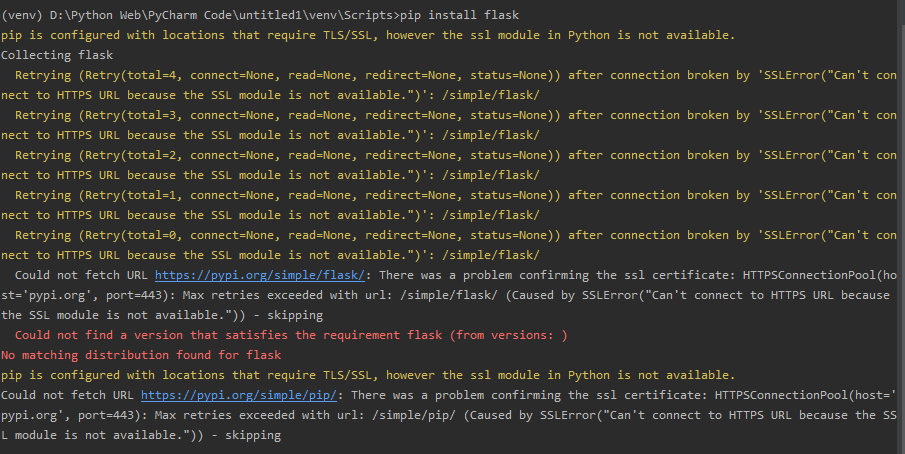 (venv) D:\Python Web\PyCharm Code\untitled1\venv\Scripts>pip install flask
pip is configured with locations that require TLS/SSL, however the ssl module in Python is not available.
Collecting flask
  Retrying (Retry(total=4, connect=None, read=None, redirect=None, status=None)) after connection broken by 'SSLError("Can't con
nect to HTTPS URL because the SSL module is not available.")': /simple/flask/
  Retrying (Retry(total=3, connect=None, read=None, redirect=None, status=None)) after connection broken by 'SSLError("Can't con
nect to HTTPS URL because the SSL module is not available.")': /simple/flask/
  Retrying (Retry(total=2, connect=None, read=None, redirect=None, status=None)) after connection broken by 'SSLError("Can't con
nect to HTTPS URL because the SSL module is not available.")': /simple/flask/
  Retrying (Retry(total=1, connect=None, read=None, redirect=None, status=None)) after connection broken by 'SSLError("Can't con
nect to HTTPS URL because the SSL module is not available.")': /simple/flask/
  Retrying (Retry(total=0, connect=None, read=None, redirect=None, status=None)) after connection broken by 'SSLError("Can't con
nect to HTTPS URL because the SSL module is not available.")': /simple/flask/
  Could not fetch URL https://pypi.org/simple/flask/: There was a problem confirming the ssl certificate: HTTPSConnectionPool(ho
st='pypi.org', port=443): Max retries exceeded with url: /simple/flask/ (Caused by SSLError("Can't connect to HTTPS URL because
the SSL module is not available.")) - skipping
  Could not find a version that satisfies the requirement flask (from versions: )
No matching distribution found for flask
pip is configured with locations that require TLS/SSL, however the ssl module in Python is not available.
Could not fetch URL https://pypi.org/simple/pip/: There was a problem confirming the ssl certificate: HTTPSConnectionPool(host='
pypi.org', port=443): Max retries exceeded with url: /simple/pip/ (Caused by SSLError("Can't connect to HTTPS URL because the SS
L module is not available.")) - skipping